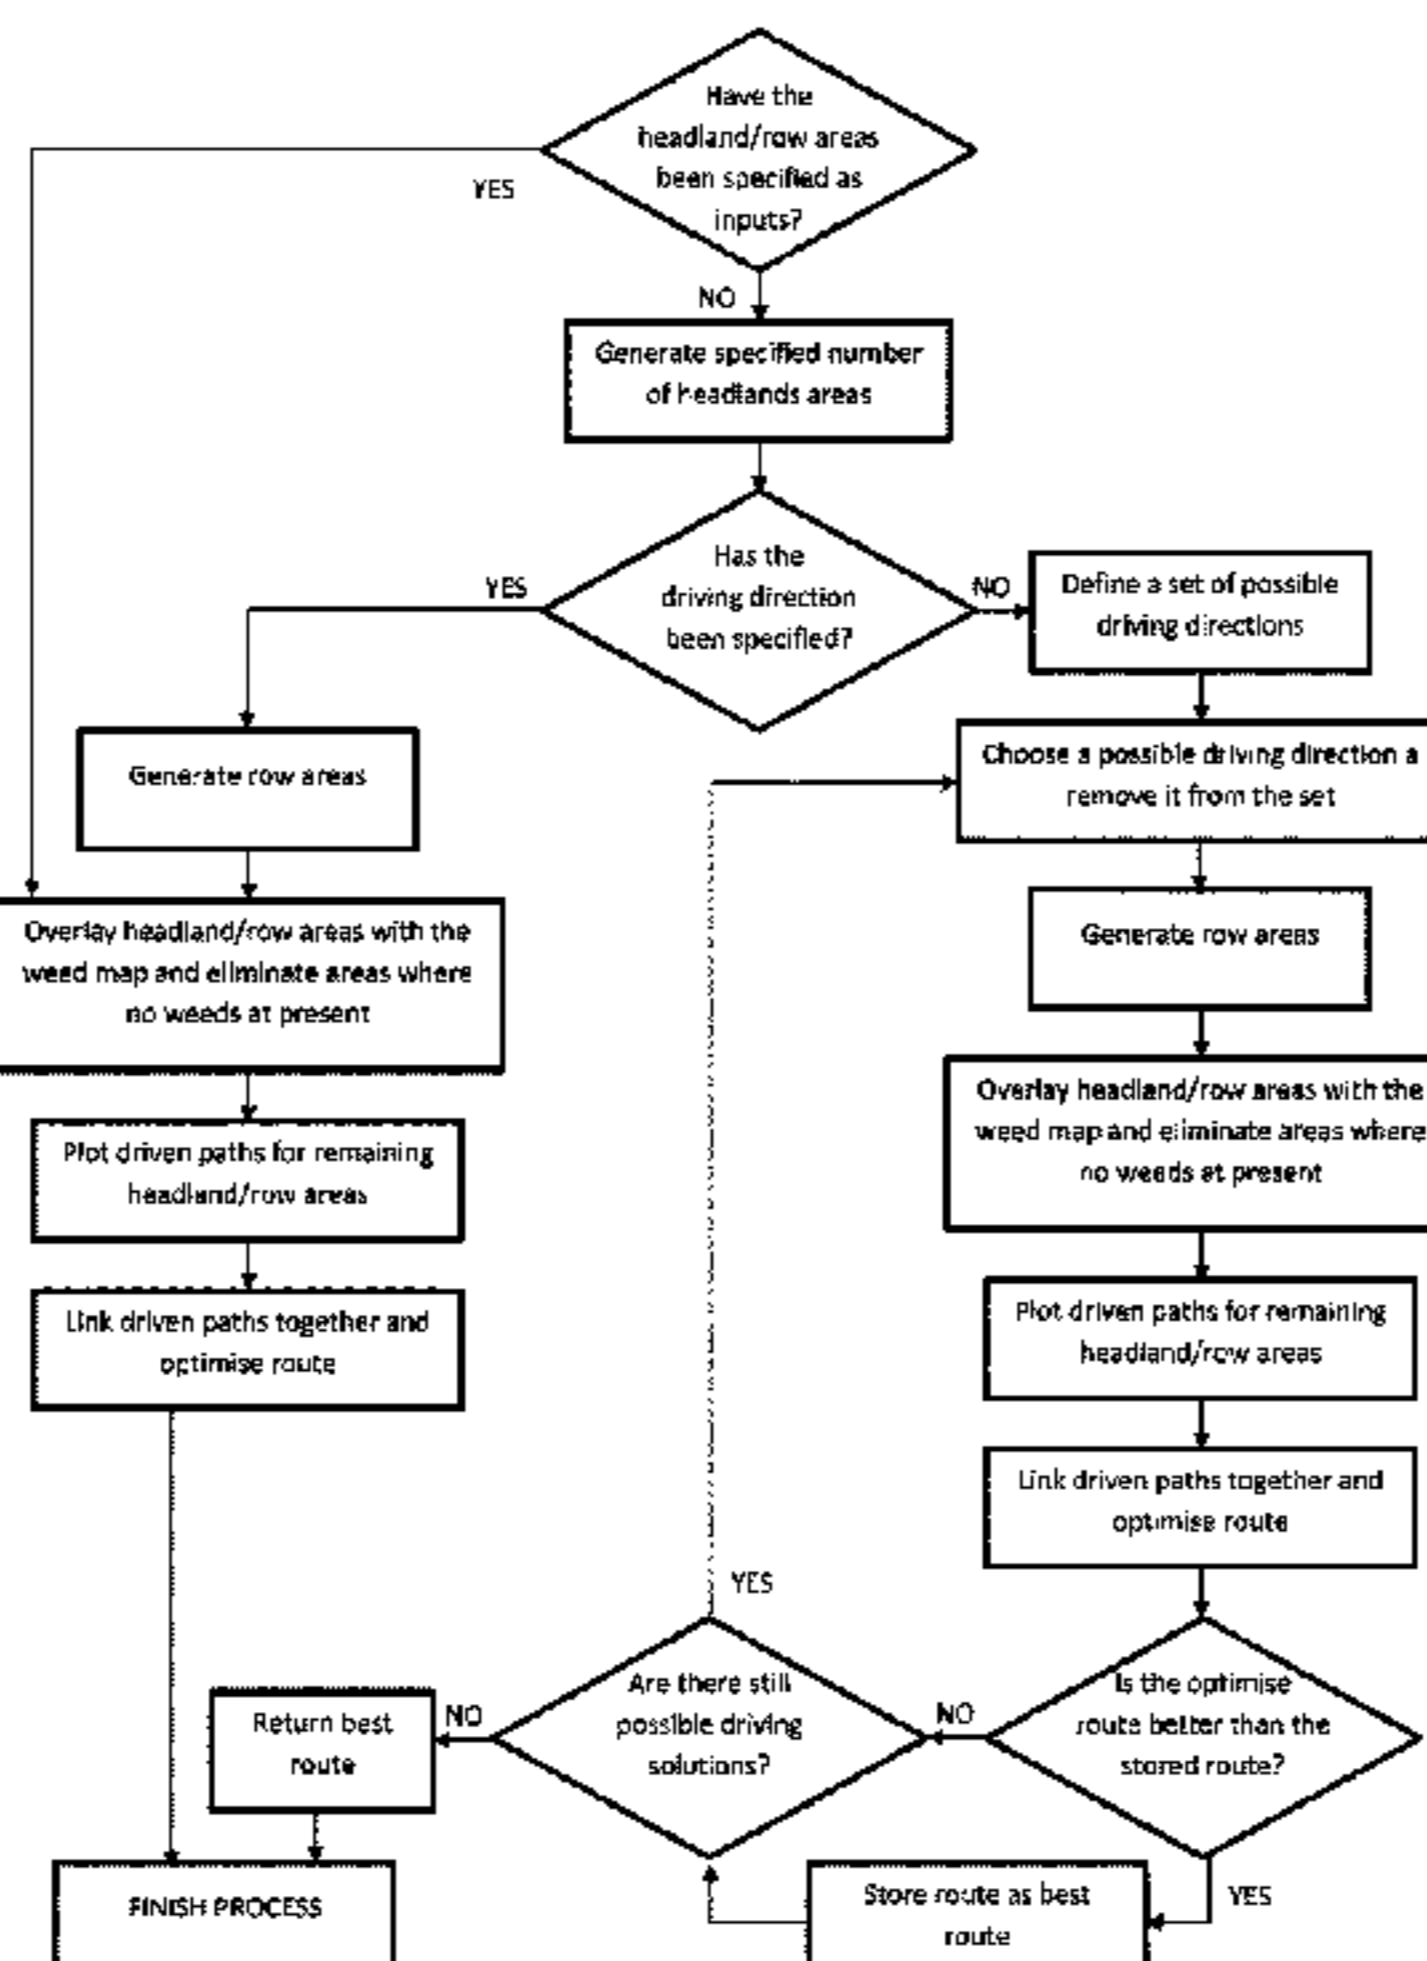 Have the
headland/row areas
been specified as
inputs?
YES
NO
Generate specified number
of headlands areas
Has the
driving direction
been specified?
YES
NO
Define a set of possible
driving directions
Choose a possible driving direction a
remove it from the set
Generate row areas
Generate row areas
Overlay headland/row areas with the
weed map and eliminate areas where
no weeds at present
Overlay headland/row areas with the
weed map and eliminate areas where
no weeds at present
Plot driven paths for remaining
headland/row areas
Plot driven paths for remaining
headland/row areas
Link driven paths together and
optimise route
Link driven paths together and
optimise route
YES
Are there still
possible driving
solutions?
Is the optimise
route better than the
stored route?
NO
NO
Return best
route
YES
Store route as best
route
FINISH PROCESS